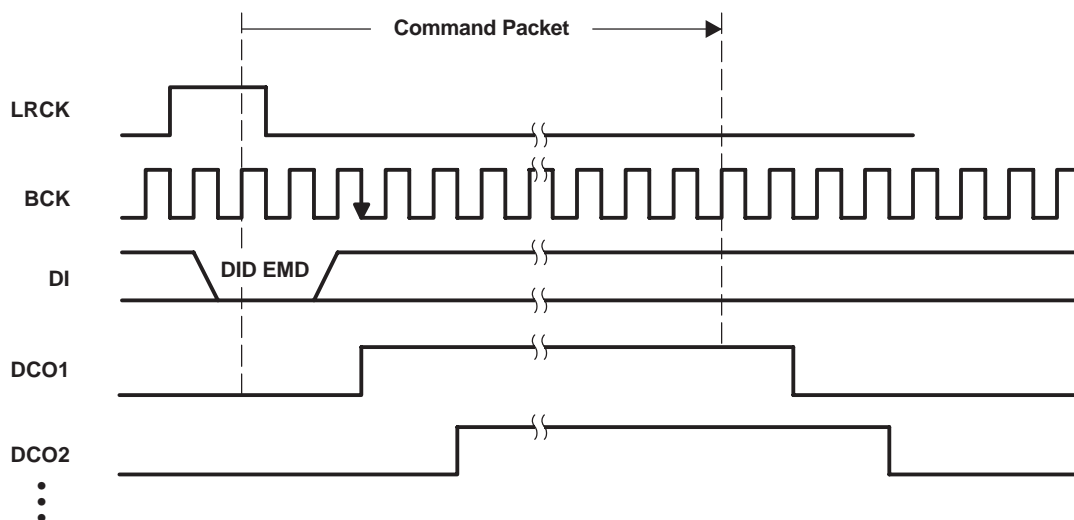 Command Packet
LRCK
BCK
DI
DID EMD
DCO1
DCO2